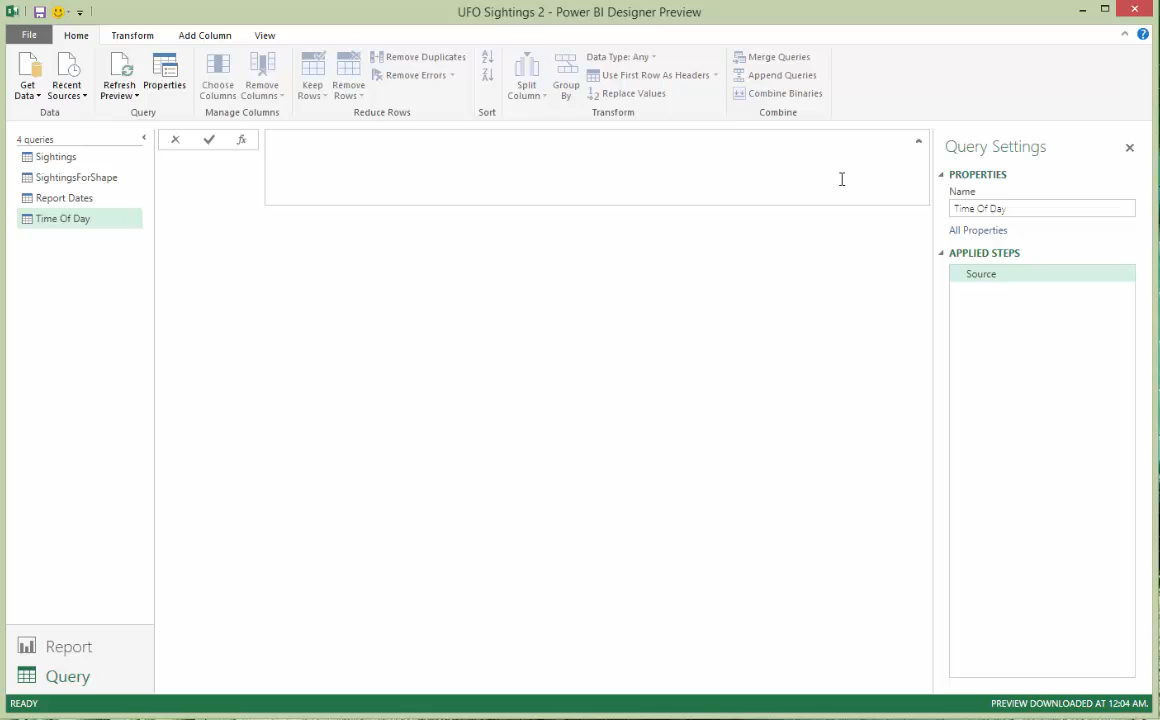 UFO Sightings 2 - Power BI Designer Preview
File Home Transform Add Column View
Get Data
Recent Sources
Data
Refresh Preview
Properties
Query
Choose Columns
Remove Columns
Manage Columns
Keep Rows
Remove Rows
Remove Duplicates
Remove Errors
Reduce Rows
Sort
Split Column
Group By
Data Type: Any
Use First Row As Headers
Replace Values
Transform
Merge Queries
Append Queries
Combine Binaries
Combine
4 queries
Sightings
SightingsForShape
Report Dates
Time Of Day
fx
Query Settings
PROPERTIES
Name
Time Of Day
All Properties
APPLIED STEPS
Source
Report
Query
READY
PREVIEW DOWNLOADED AT 12:04 AM.